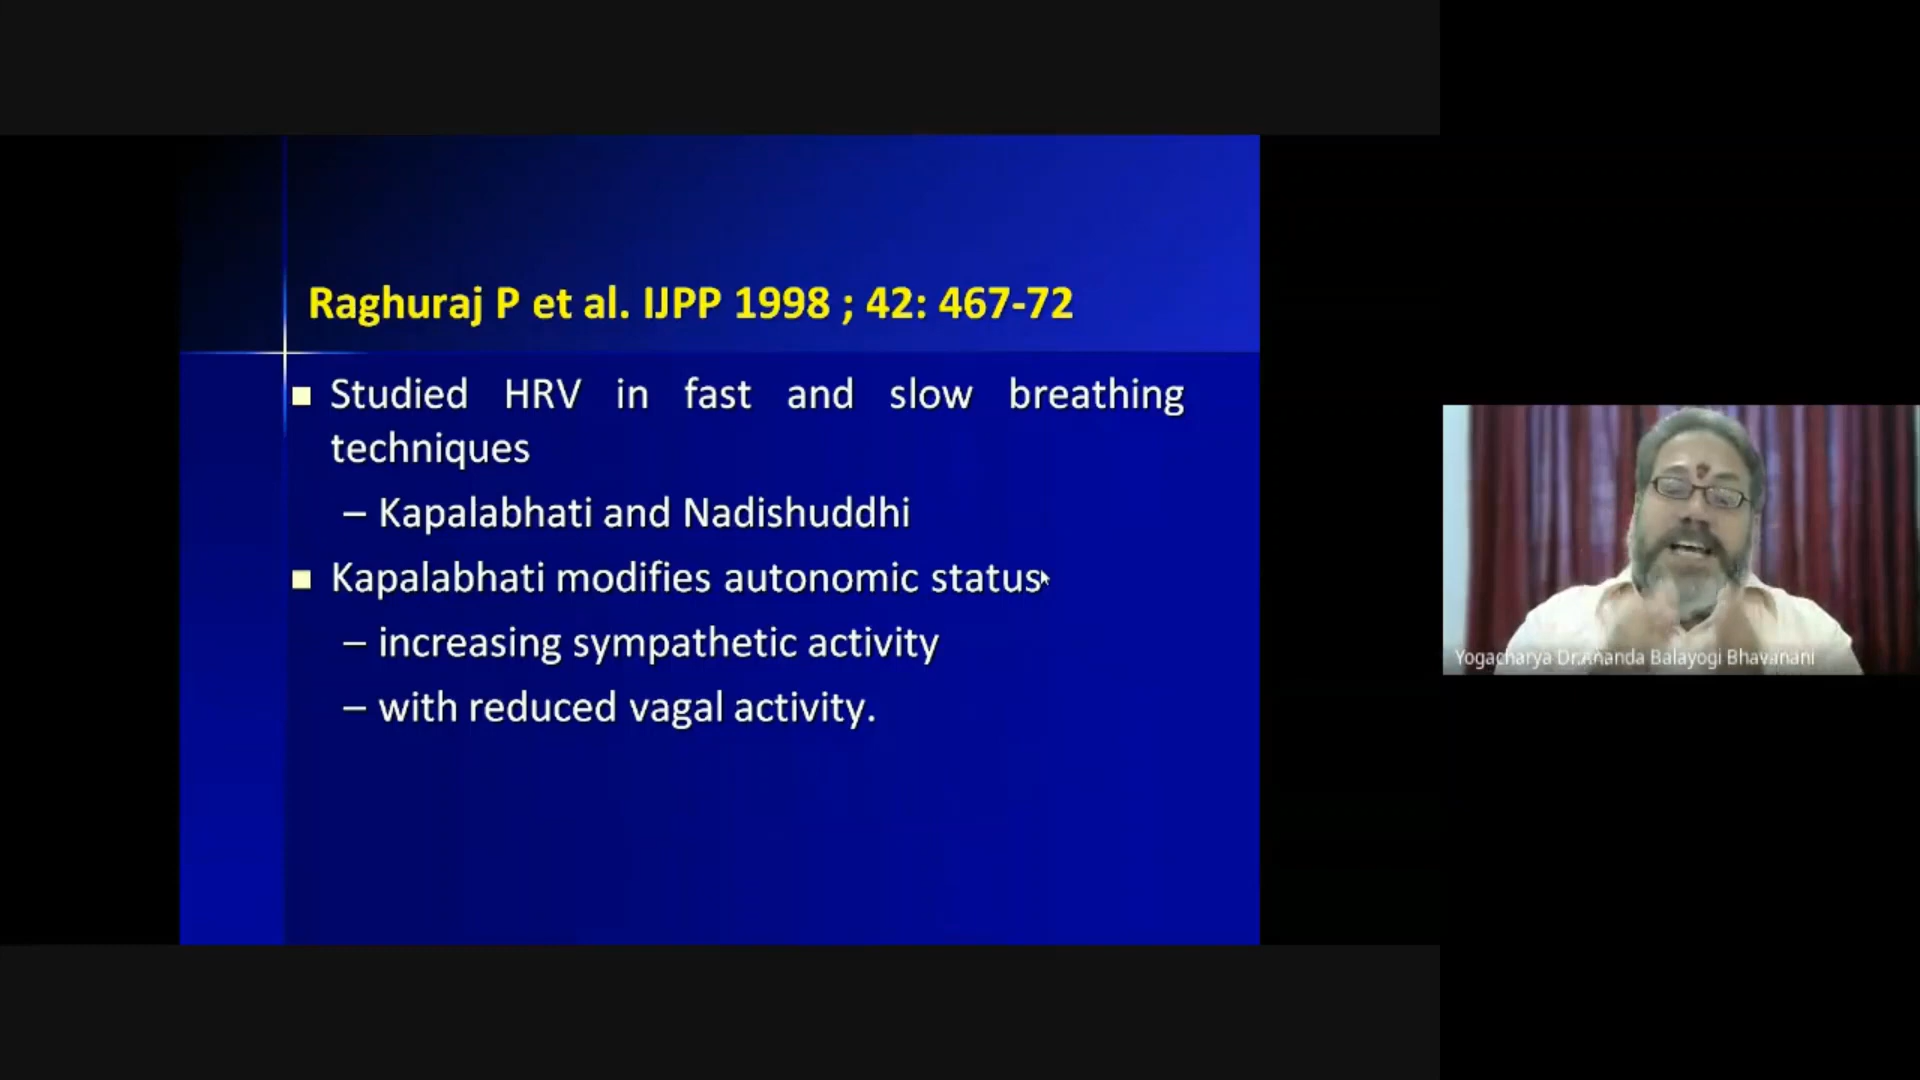 Raghuraj P et al. IJPP 1998 ; 42: 467-72
■ Studied HRV in fast and slow breathing
techniques
– Kapalabhati and Nadishuddhi
■ Kapalabhati modifies autonomic status
– increasing sympathetic activity
– with reduced vagal activity.
Yogacharya Dr.Ananda Balayogi Bhavanani